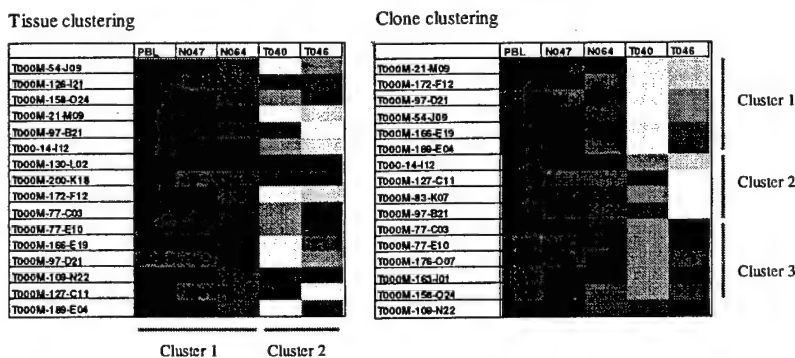 Tissue clustering
PBL N047 N064 T040 T046
T000M-54-J09
T000M-126-I21
T000M-158-O24
T000M-21-M09
T000M-97-B21
T000-14-I12
T000M-130-L02
T000M-200-K18
T000M-172-F12
T000M-77-C03
T000M-77-E10
T000M-166-E19
T000M-97-D21
T000M-109-N22
T000M-127-C11
T000M-189-E04
Cluster 1 Cluster 2
Clone clustering
PBL N047 N064 T040 T046
T000M-21-M09
T000M-172-F12
T000M-97-D21
T000M-54-J09
T000M-166-E19
T000M-189-E04
T000-14-I12
T000M-127-C11
T000M-83-K07
T000M-97-B21
T000M-77-C03
T000M-77-E10
T000M-176-O07
T000M-163-I01
T000M-158-O24
T000M-109-N22
Cluster 1
Cluster 2
Cluster 3